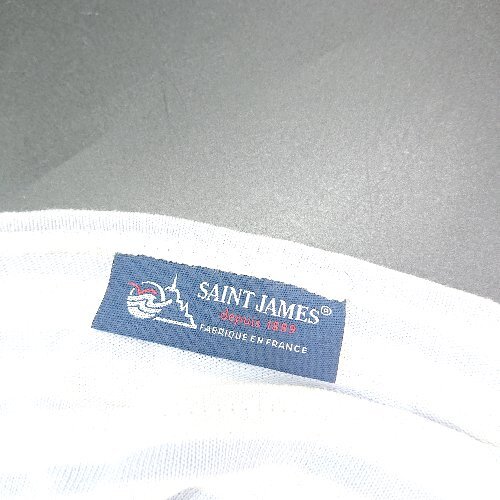 SAINT JAMES®
depuis 1889
FABRIQUE EN FRANCE